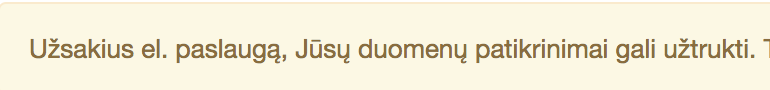 Užsakius el. paslaugą, Jūsų duomenų patikrinimai gali užtrukti.